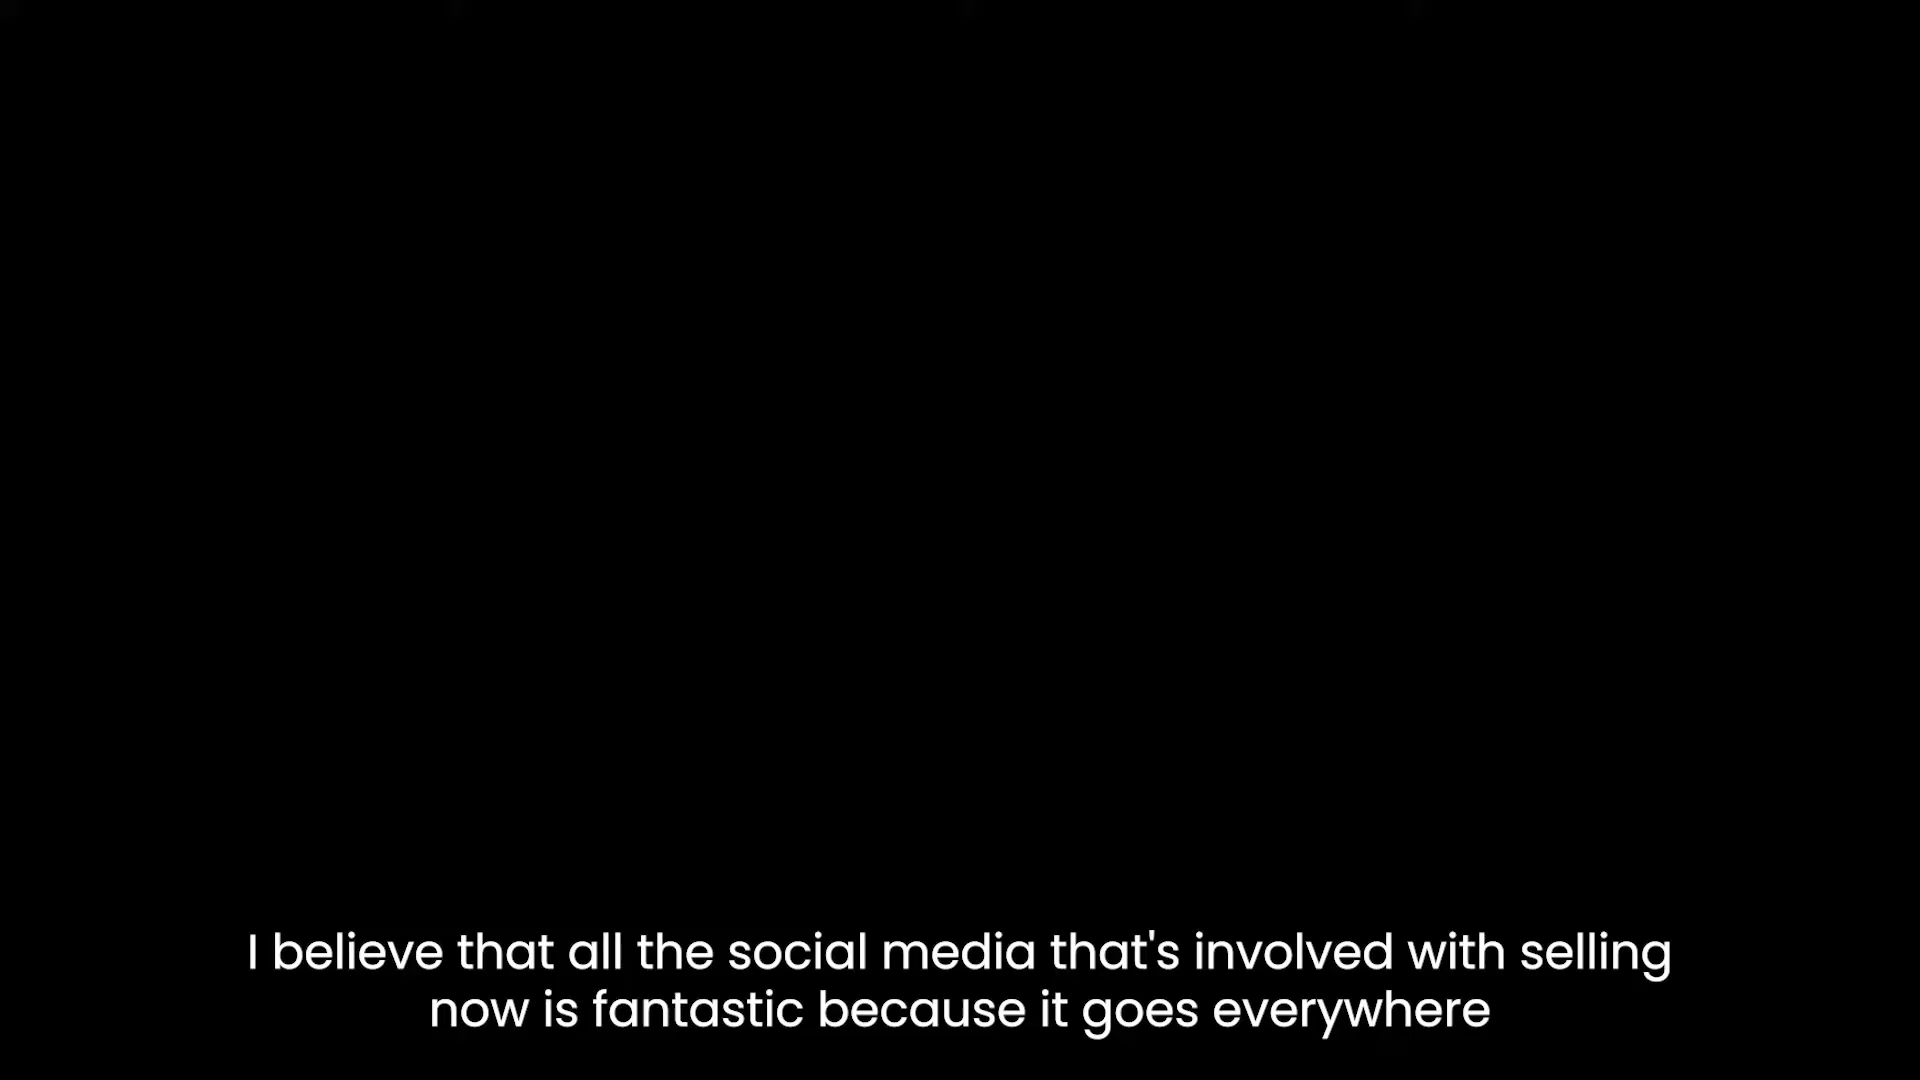 I believe that all the social media that's involved with selling
now is fantastic because it goes everywhere